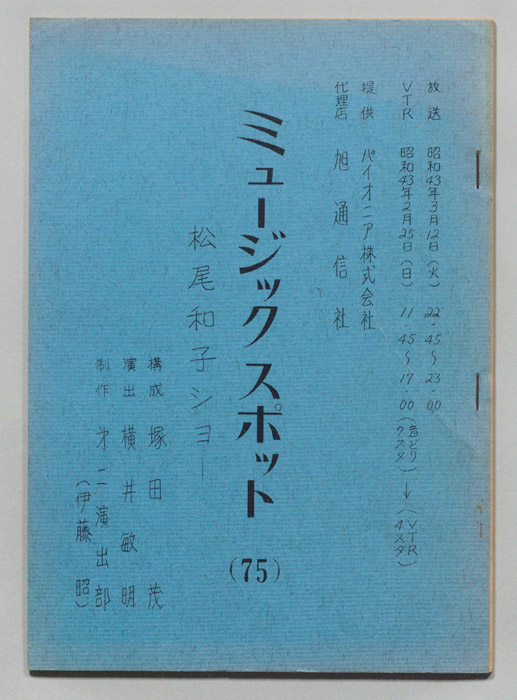 放送 昭和43年3月12日(火) 22.45〜23.00
VTR 昭和43年2月25日(日) 11 45〜17 00(音どり クスタ)→(VTR 4スタ)
提供 パイオニア株式会社
代理店 旭通信社
ミュージック スポット (75)
松尾和子ショー
構成 塚田 茂
演出 横井敏明
制作 才二演出部
(伊藤 昭)